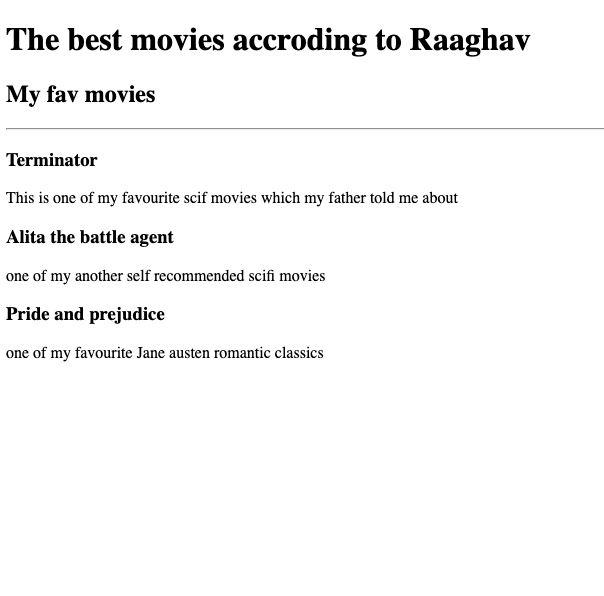 The best movies accroding to Raaghav
My fav movies
Terminator
This is one of my favourite scif movies which my father told me about
Alita the battle agent
one of my another self recommended scifi movies
Pride and prejudice
one of my favourite Jane austen romantic classics